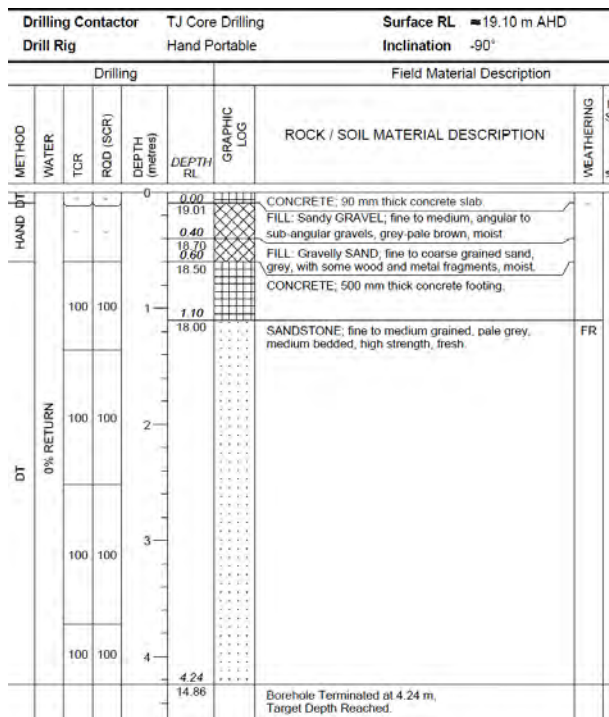 Drilling Contactor TJ Core Drilling Surface RL ≈19.10 m AHD
Drill Rig Hand Portable Inclination -90°
Drilling Field Material Description
METHOD WATER TCR RQD (SCR) DEPTH (metres) DEPTH RL GRAPHIC LOG ROCK / SOIL MATERIAL DESCRIPTION WEATHERING
DT - - 0 0.00 CONCRETE; 90 mm thick concrete slab. -
19.01 FILL: Sandy GRAVEL; fine to medium, angular to
HAND - - 0.40 sub-angular gravels, grey-pale brown, moist
18.70 FILL: Gravelly SAND; fine to coarse grained sand,
0.60 grey, with some wood and metal fragments, moist.
18.50 CONCRETE; 500 mm thick concrete footing.
100 100 1
1.10
18.00 SANDSTONE; fine to medium grained, pale grey, FR
medium bedded, high strength, fresh.
100 100 2
DT 0% RETURN
100 100 3
100 100 4
4.24
14.86 Borehole Terminated at 4.24 m,
Target Depth Reached.